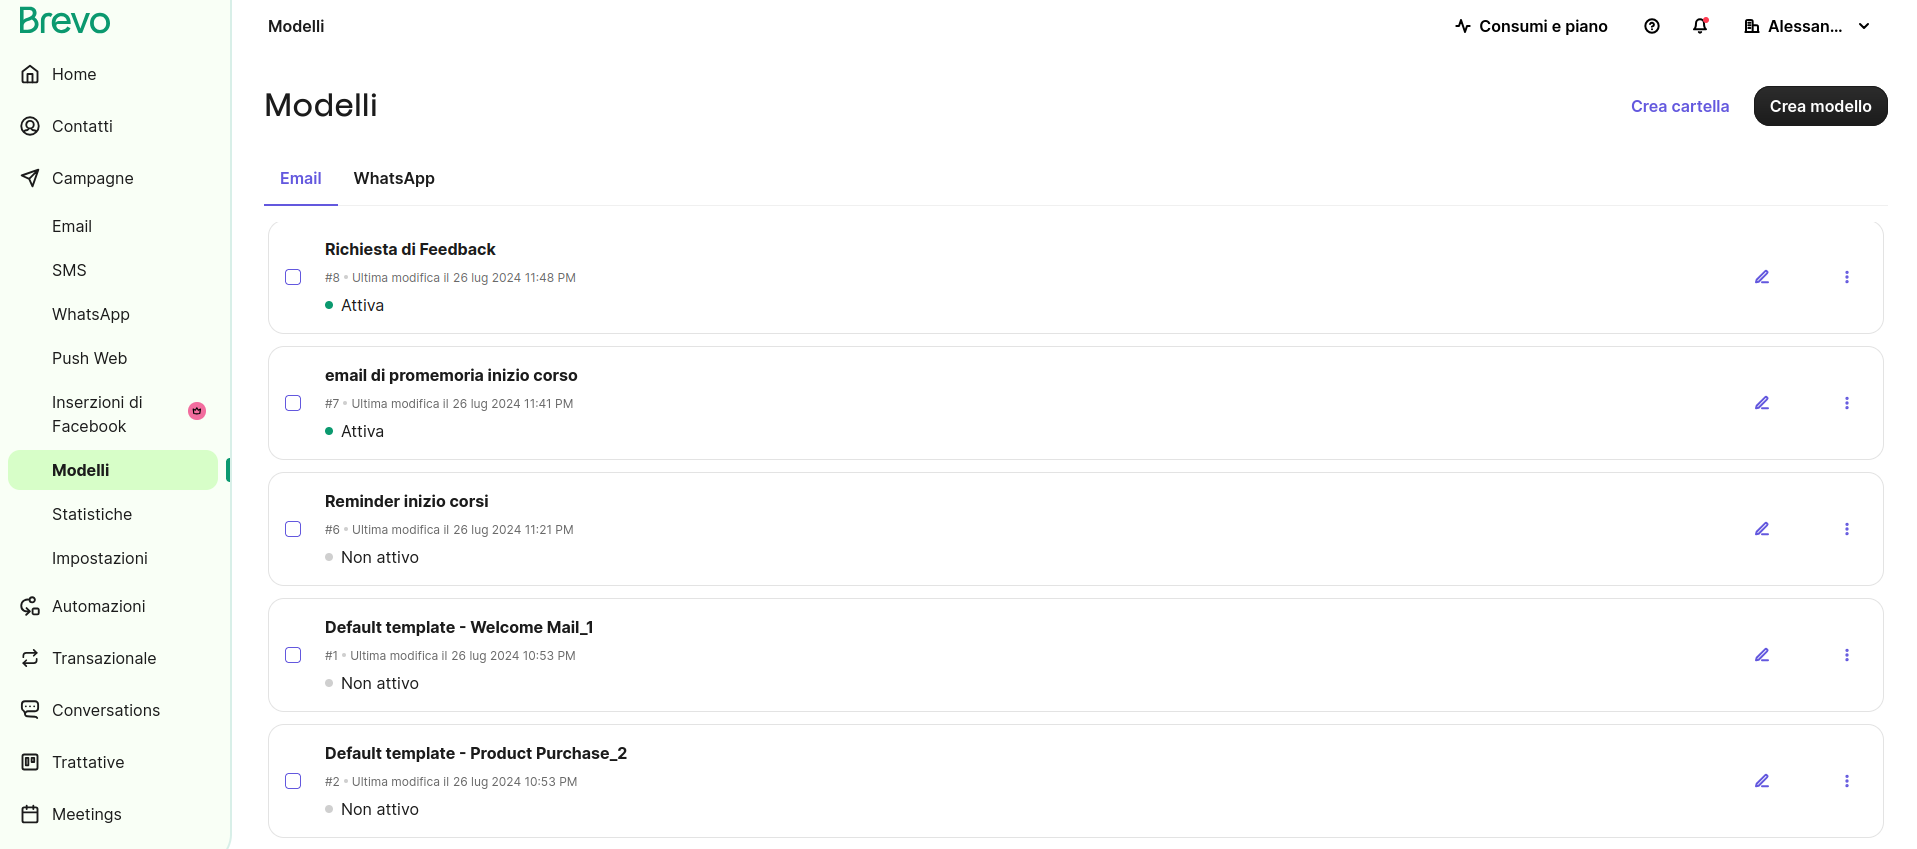 Brevo
Home
Contatti
Campagne
Email
SMS
WhatsApp
Push Web
Inserzioni di
Facebook
Modelli
Statistiche
Impostazioni
Automazioni
Transazionale
Conversations
Trattative
Meetings
Modelli
Consumi e piano
Alessan...
Modelli
Crea cartella
Crea modello
Email
WhatsApp
Richiesta di Feedback
#8 • Ultima modifica il 26 lug 2024 11:48 PM
Attiva
email di promemoria inizio corso
#7 • Ultima modifica il 26 lug 2024 11:41 PM
Attiva
Reminder inizio corsi
#6 • Ultima modifica il 26 lug 2024 11:21 PM
Non attivo
Default template - Welcome Mail_1
#1 • Ultima modifica il 26 lug 2024 10:53 PM
Non attivo
Default template - Product Purchase_2
#2 • Ultima modifica il 26 lug 2024 10:53 PM
Non attivo